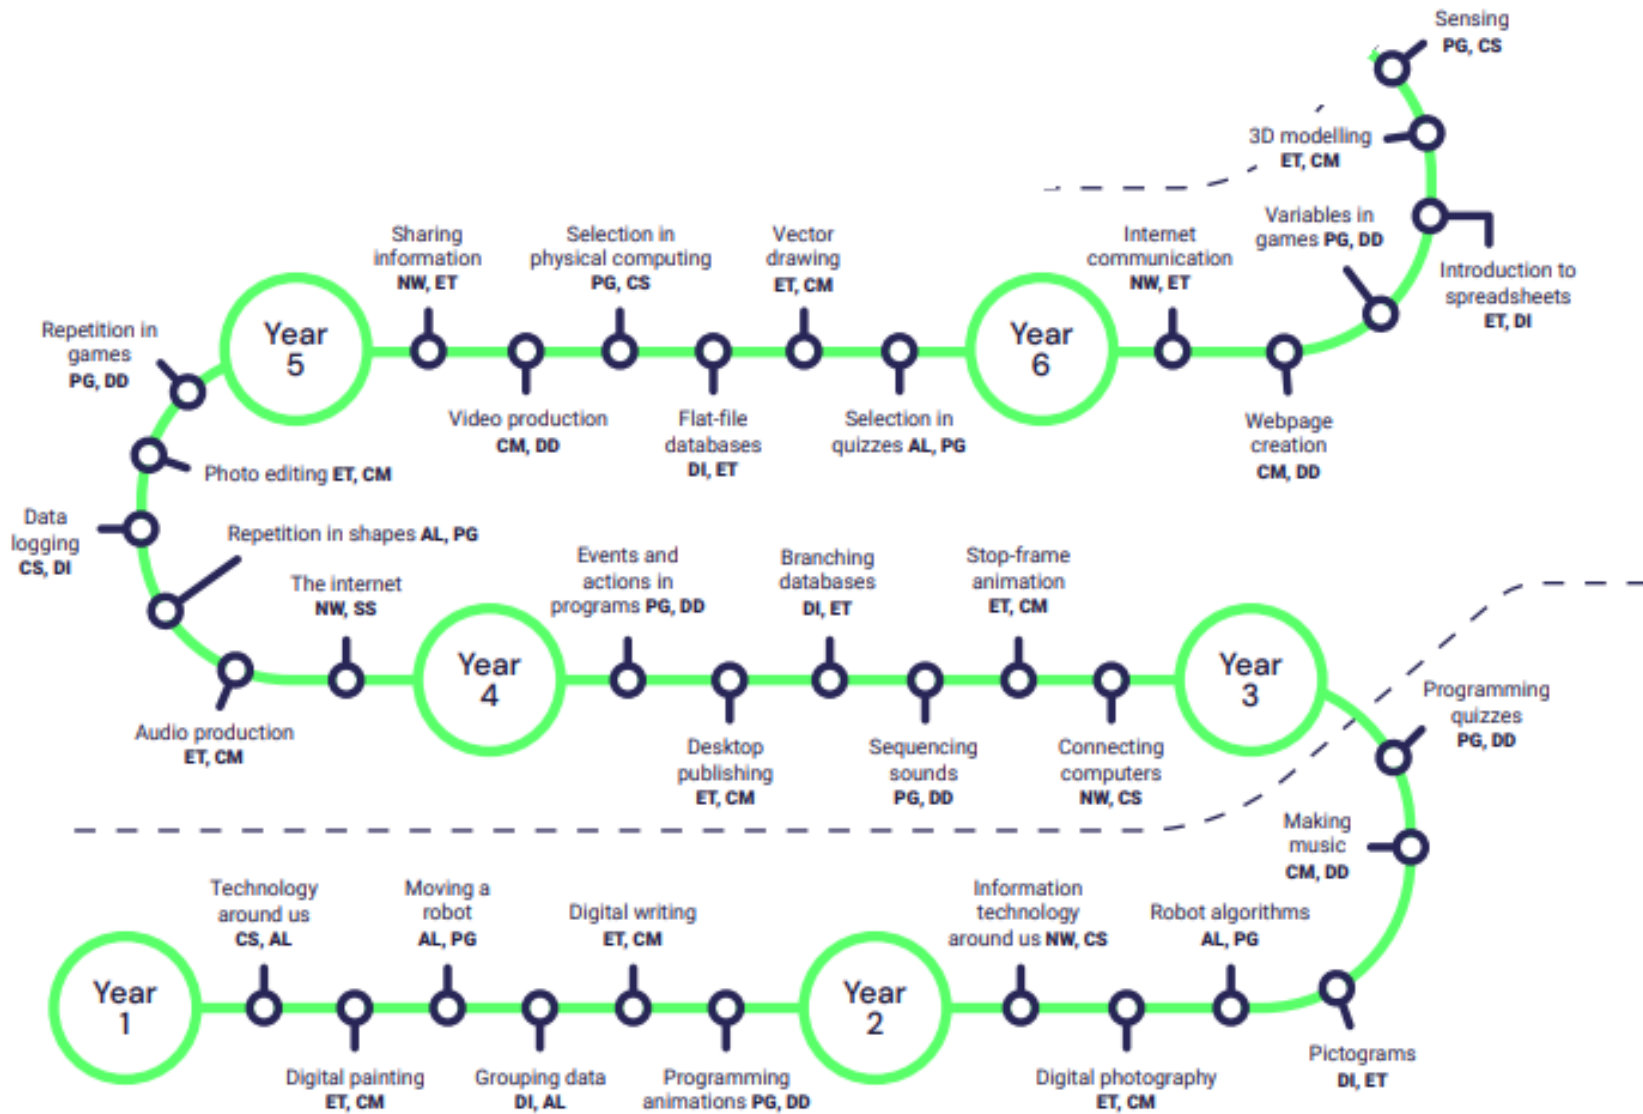 Sensing
PG, CS
3D modelling
ET, CM
Variables in
games PG, DD
Introduction to
spreadsheets
ET, DI
Sharing
information
NW, ET
Selection in
physical computing
PG, CS
Vector
drawing
ET, CM
Internet
communication
NW, ET
Repetition in
games
PG, DD
Year
5
Year
6
Video production
CM, DD
Flat-file
databases
DI, ET
Selection in
quizzes AL, PG
Webpage
creation
CM, DD
Photo editing ET, CM
Data
logging
CS, DI
Repetition in shapes AL, PG
The internet
NW, SS
Events and
actions in
programs PG, DD
Branching
databases
DI, ET
Stop-frame
animation
ET, CM
Year
4
Year
3
Audio production
ET, CM
Desktop
publishing
ET, CM
Sequencing
sounds
PG, DD
Connecting
computers
NW, CS
Programming
quizzes
PG, DD
Making
music
CM, DD
Technology
around us
CS, AL
Moving a
robot
AL, PG
Digital writing
ET, CM
Information
technology
around us NW, CS
Robot algorithms
AL, PG
Year
1
Year
2
Digital painting
ET, CM
Grouping data
DI, AL
Programming
animations PG, DD
Digital photography
ET, CM
Pictograms
DI, ET